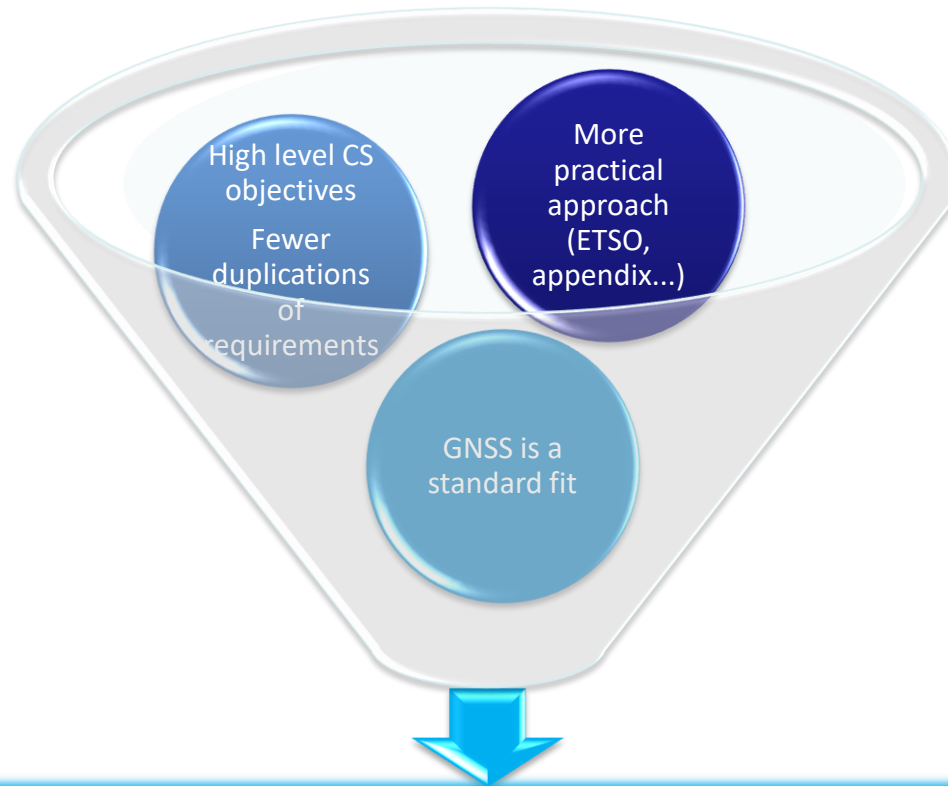 High level CS
objectives
Fewer
duplications
of
requirements
More
practical
approach
(ETSO,
appendix...)
GNSS is a
standard fit